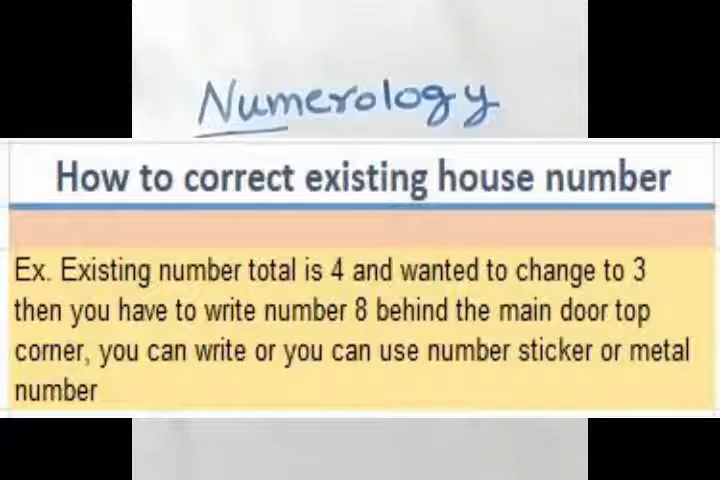 Numerology
How to correct existing house number
Ex. Existing number total is 4 and wanted to change to 3
then you have to write number 8 behind the main door top
corner, you can write or you can use number sticker or metal
number